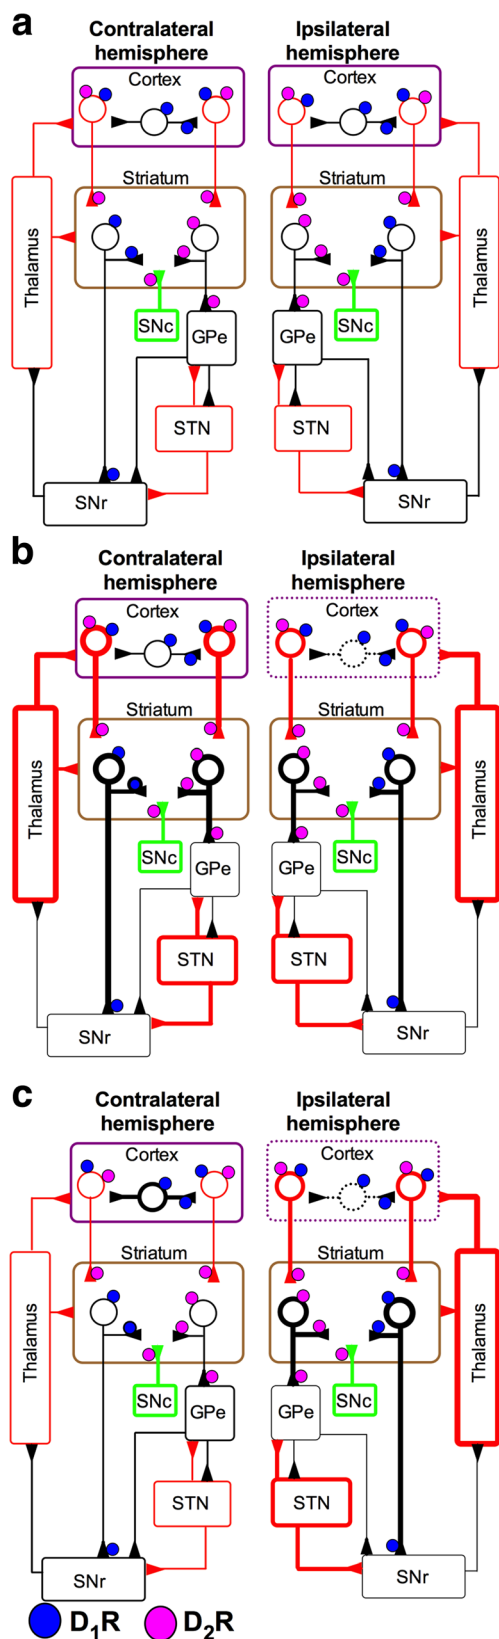 a
Contralateral hemisphere
Ipsilateral hemisphere
Cortex
Cortex
Striatum
Striatum
Thalamus
Thalamus
SNc
SNc
GPe
GPe
STN
STN
SNr
SNr
b
Contralateral hemisphere
Ipsilateral hemisphere
Cortex
Cortex
Striatum
Striatum
Thalamus
Thalamus
SNc
SNc
GPe
GPe
STN
STN
SNr
SNr
c
Contralateral hemisphere
Ipsilateral hemisphere
Cortex
Cortex
Striatum
Striatum
Thalamus
Thalamus
SNc
SNc
GPe
GPe
STN
STN
SNr
SNr
D₁R
D₂R